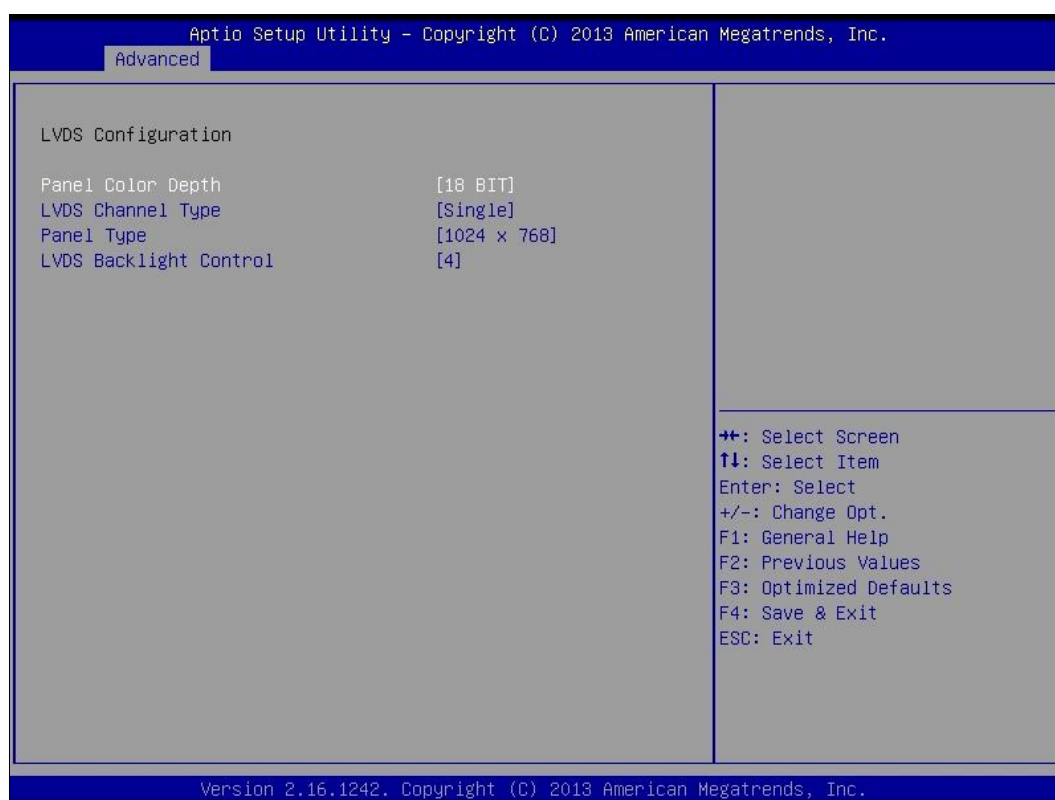 Aptio Setup Utility – Copyright (C) 2013 American Megatrends, Inc.
Advanced
LVDS Configuration
Panel Color Depth [18 BIT]
LVDS Channel Type [Single]
Panel Type [1024 x 768]
LVDS Backlight Control [4]
→←: Select Screen
↑↓: Select Item
Enter: Select
+/-: Change Opt.
F1: General Help
F2: Previous Values
F3: Optimized Defaults
F4: Save & Exit
ESC: Exit
Version 2.16.1242. Copyright (C) 2013 American Megatrends, Inc.